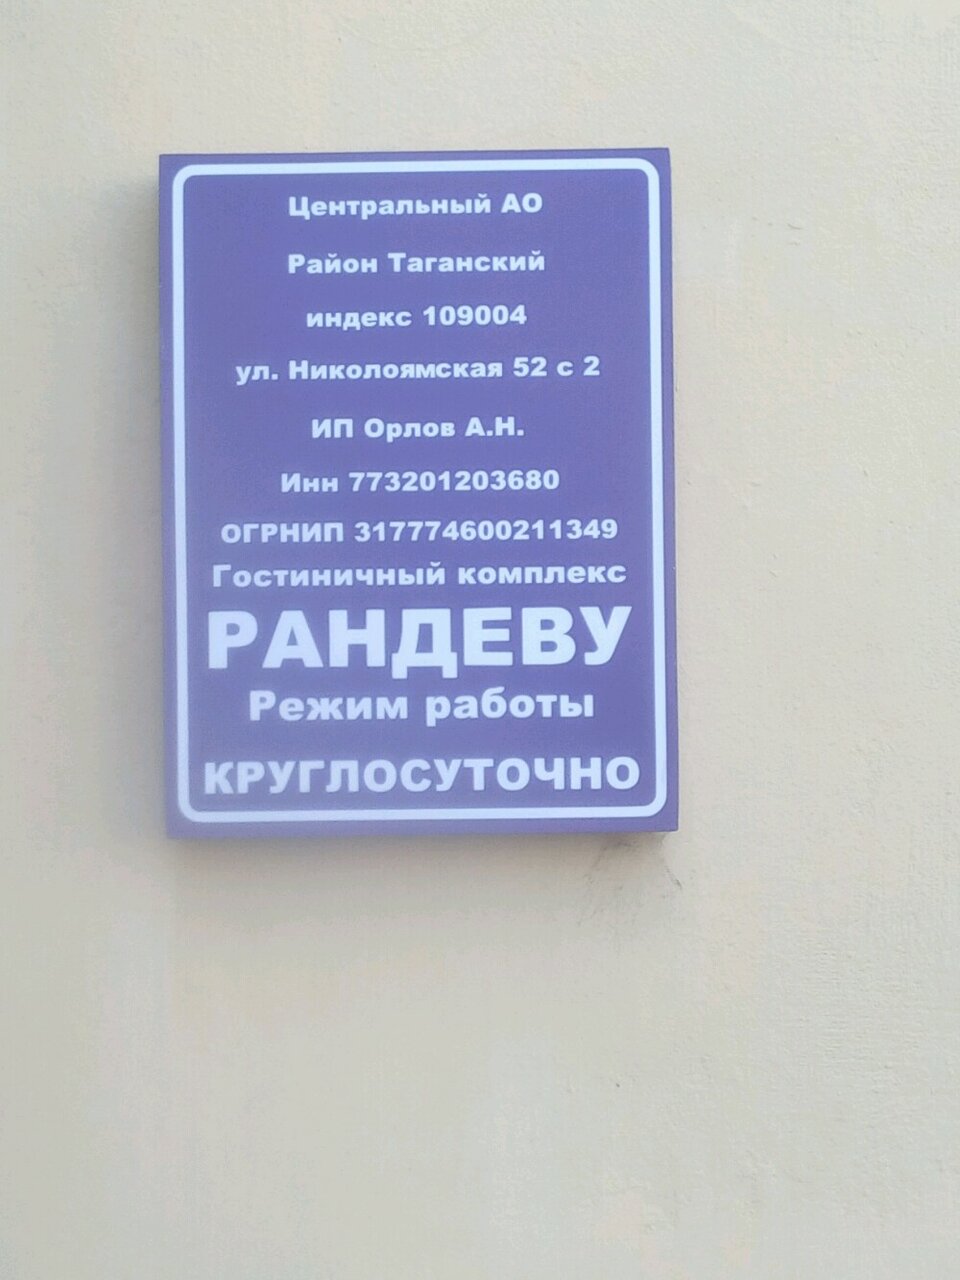 Центральный АО
Район Таганский
индекс 109004
ул. Николоямская 52 с 2
ИП Орлов А.Н.
Инн 773201203680
ОГРНИП 317774600211349
Гостиничный комплекс
РАНДЕВУ
Режим работы
КРУГЛОСУТОЧНО